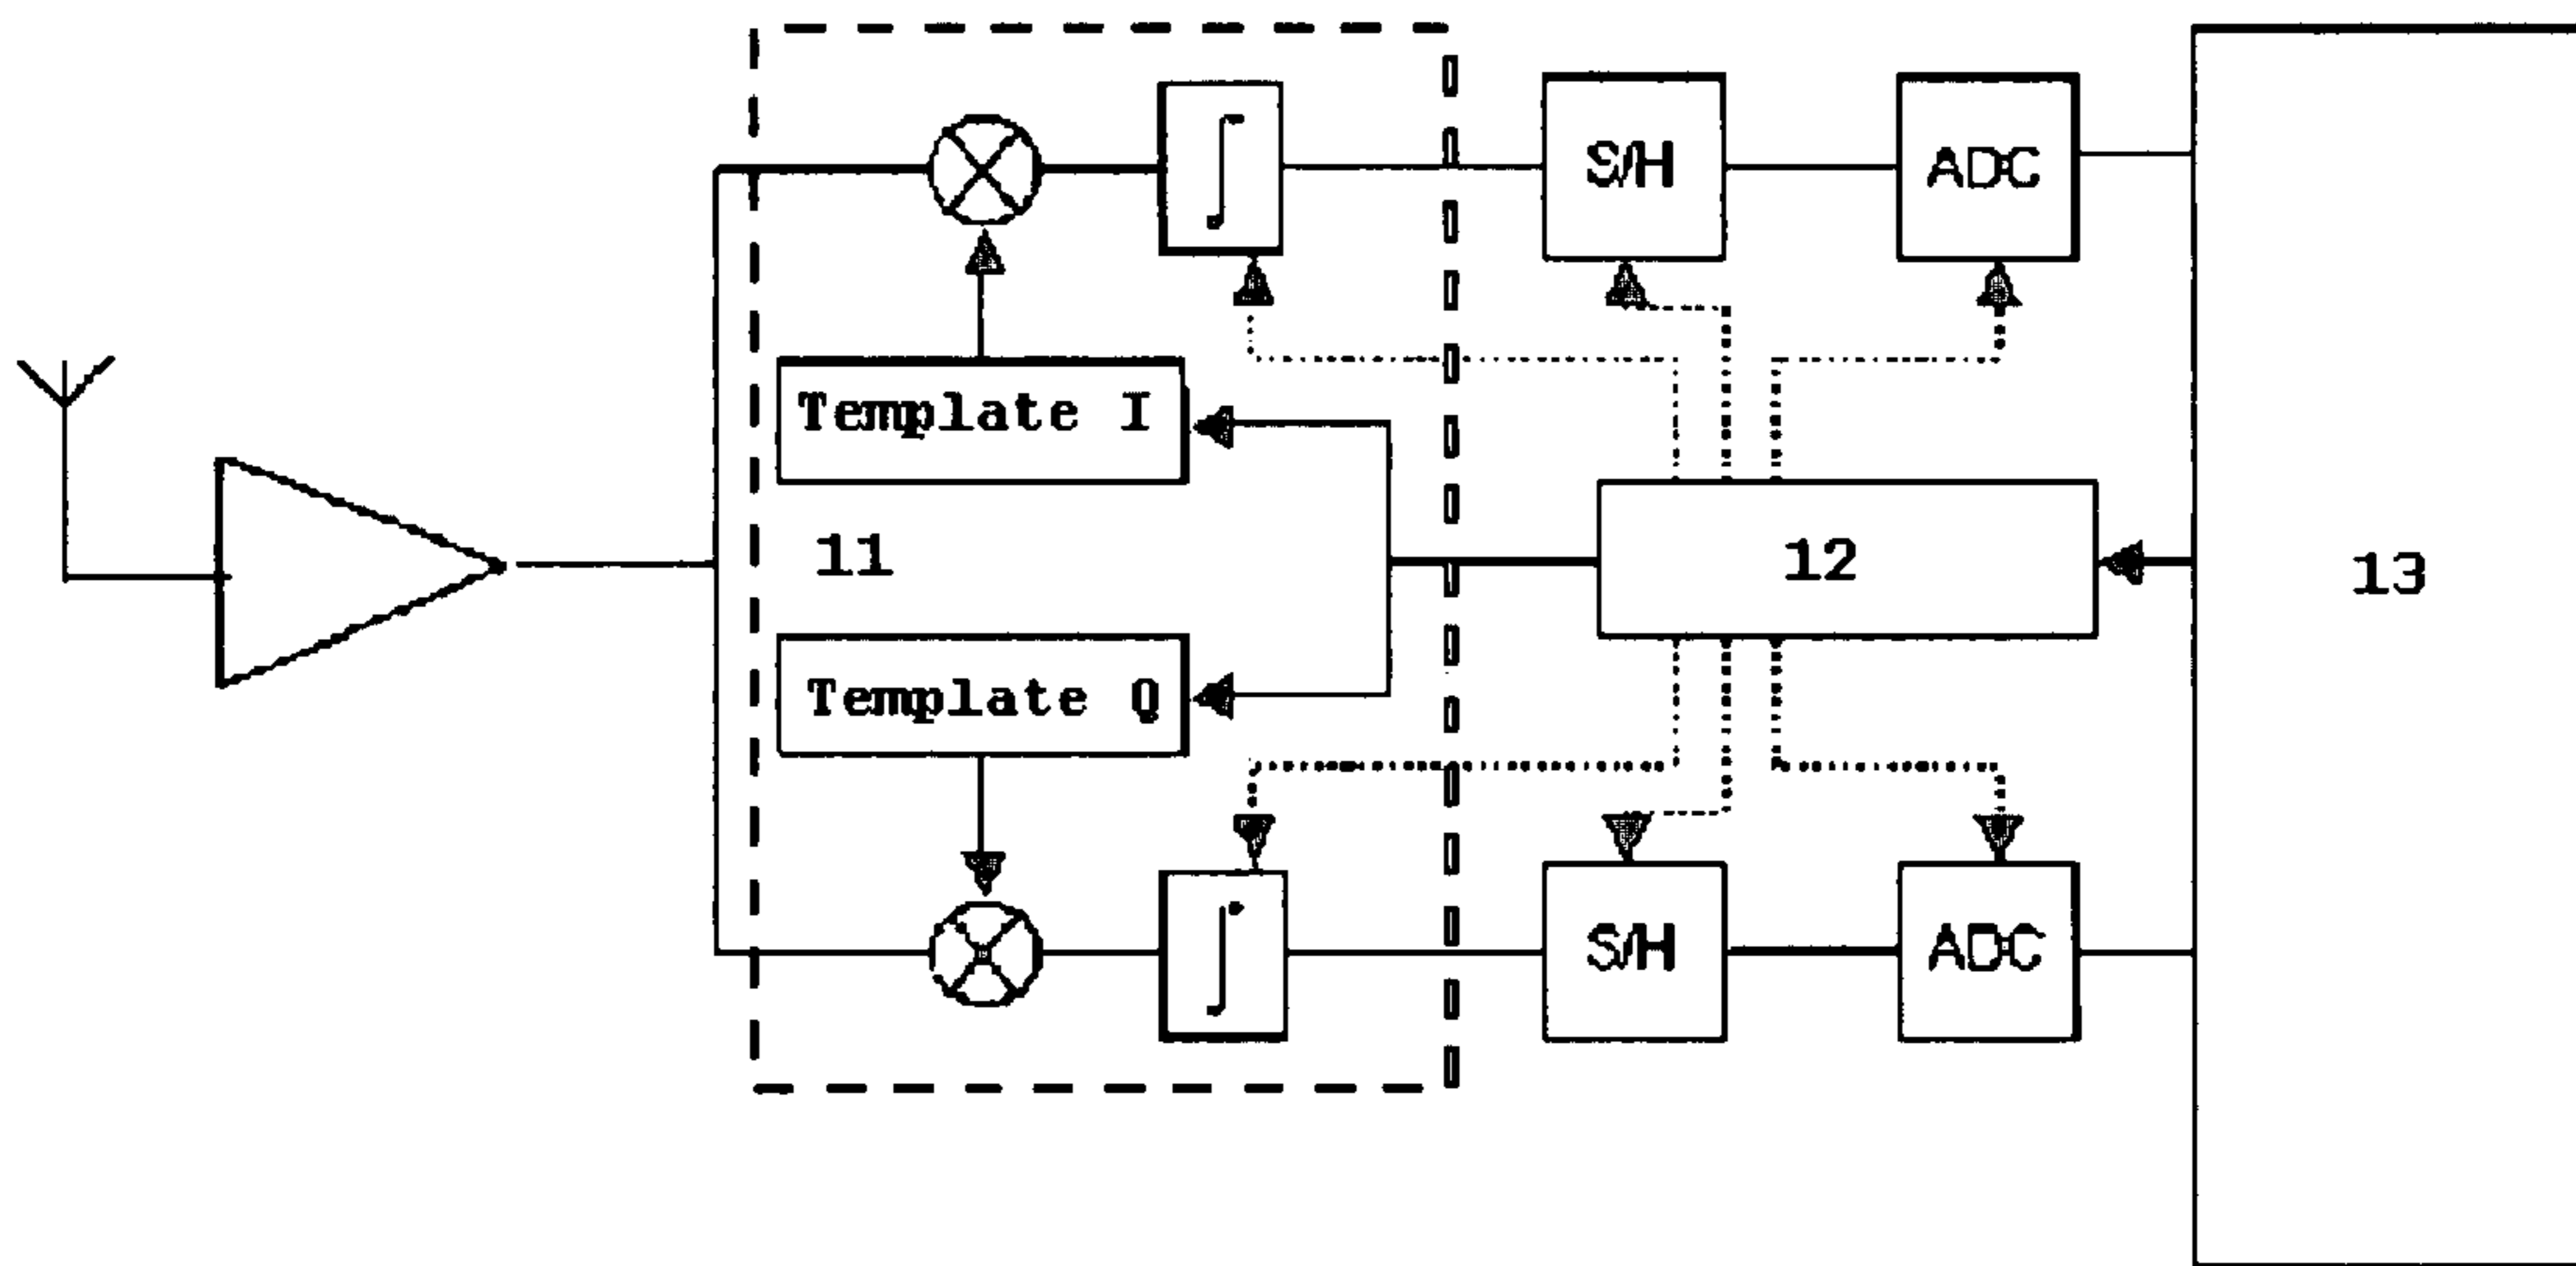 ∫
S/H
ADC
Template I
11
12
13
Template Q
∫
S/H
ADC